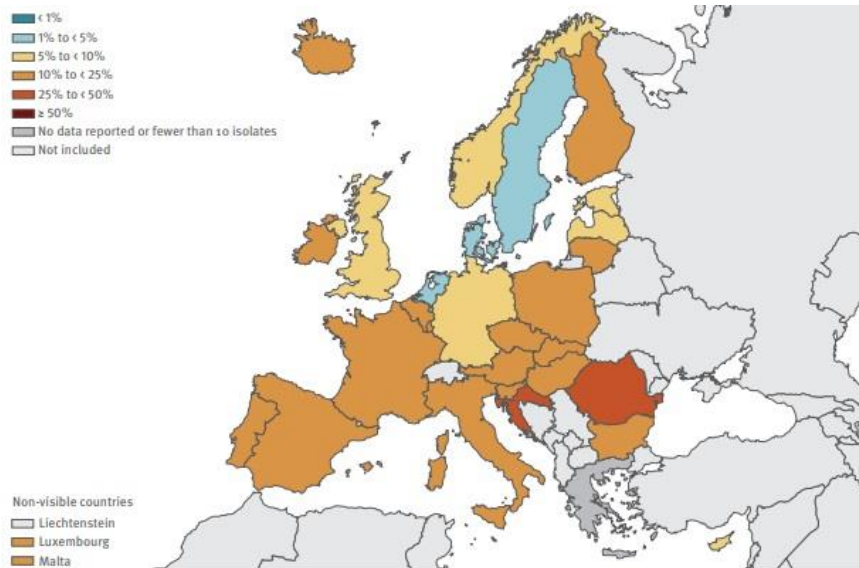 < 1%
1% to < 5%
5% to < 10%
10% to < 25%
25% to < 50%
≥ 50%
No data reported or fewer than 10 isolates
Not included
Non-visible countries
Liechtenstein
Luxembourg
Malta